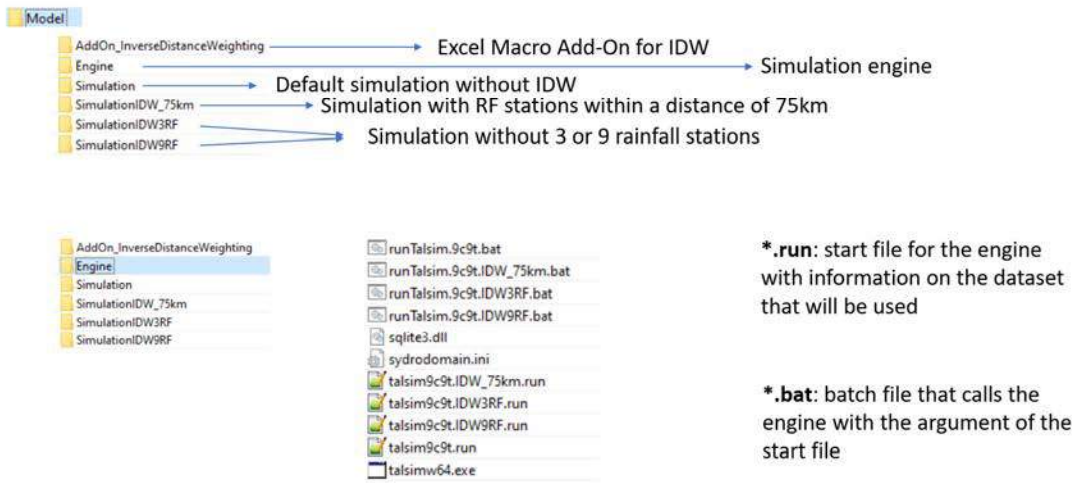 Model
AddOn_InverseDistanceWeighting
Excel Macro Add-On for IDW
Engine
Simulation engine
Simulation
Default simulation without IDW
SimulationIDW_75km
Simulation with RF stations within a distance of 75km
SimulationIDW3RF
SimulationIDW9RF
Simulation without 3 or 9 rainfall stations
AddOn_InverseDistanceWeighting
Engine
Simulation
SimulationIDW_75km
SimulationIDW3RF
SimulationIDW9RF
runTalsim.9c9t.bat
runTalsim.9c9t.IDW_75km.bat
runTalsim.9c9t.IDW3RF.bat
runTalsim.9c9t.IDW9RF.bat
sqlite3.dll
sydrodomain.ini
talsim9c9t.IDW_75km.run
talsim9c9t.IDW3RF.run
talsim9c9t.IDW9RF.run
talsim9c9t.run
talsimw64.exe
*.run: start file for the engine
with information on the dataset
that will be used
*.bat: batch file that calls the
engine with the argument of the
start file